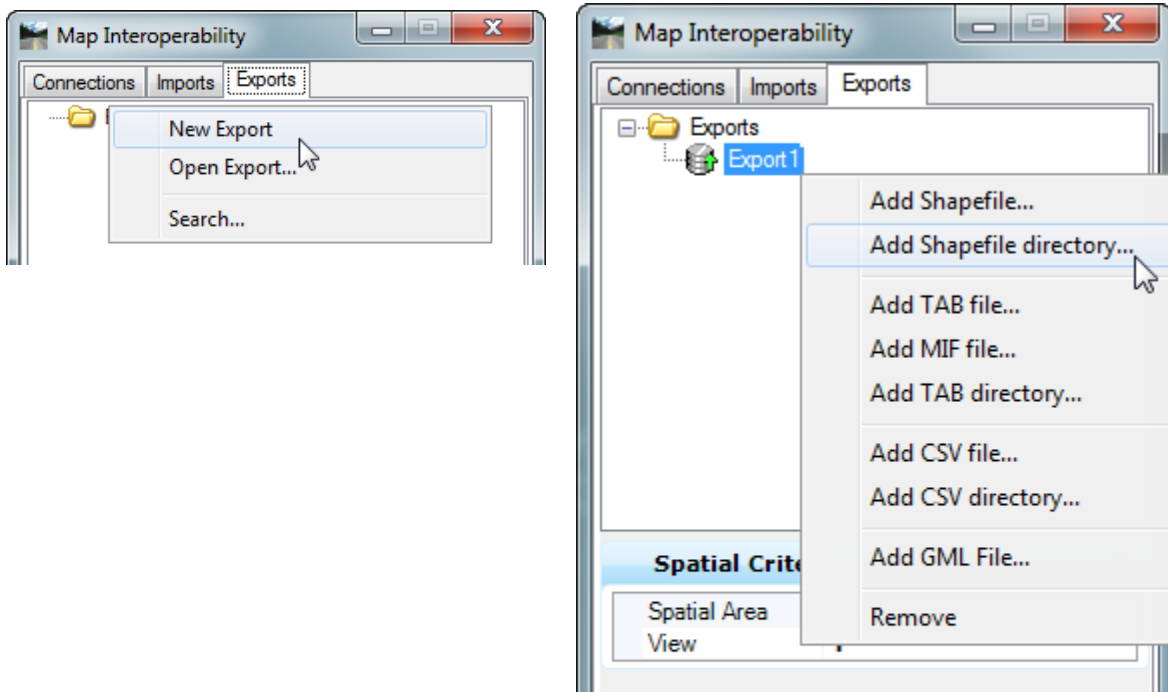 Map Interoperability
Connections Imports Exports
New Export
Open Export...
Search...
Map Interoperability
Connections Imports Exports
Exports
Export1
Add Shapefile...
Add Shapefile directory...
Add TAB file...
Add MIF file...
Add TAB directory...
Add CSV file...
Add CSV directory...
Add GML File...
Remove
Spatial Crite
Spatial Area
View